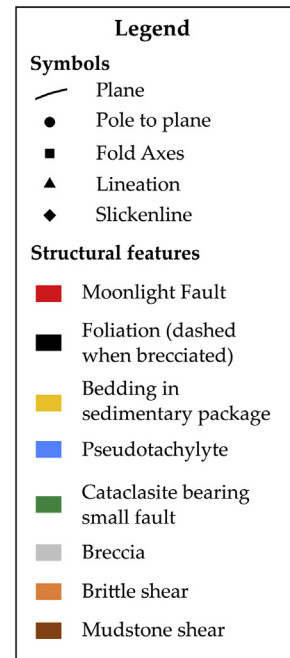 Legend
Symbols
Plane
Pole to plane
Fold Axes
Lineation
Slickenline
Structural features
Moonlight Fault
Foliation (dashed
when brecciated)
Bedding in
sedimentary package
Pseudotachylyte
Cataclasite bearing
small fault
Breccia
Brittle shear
Mudstone shear